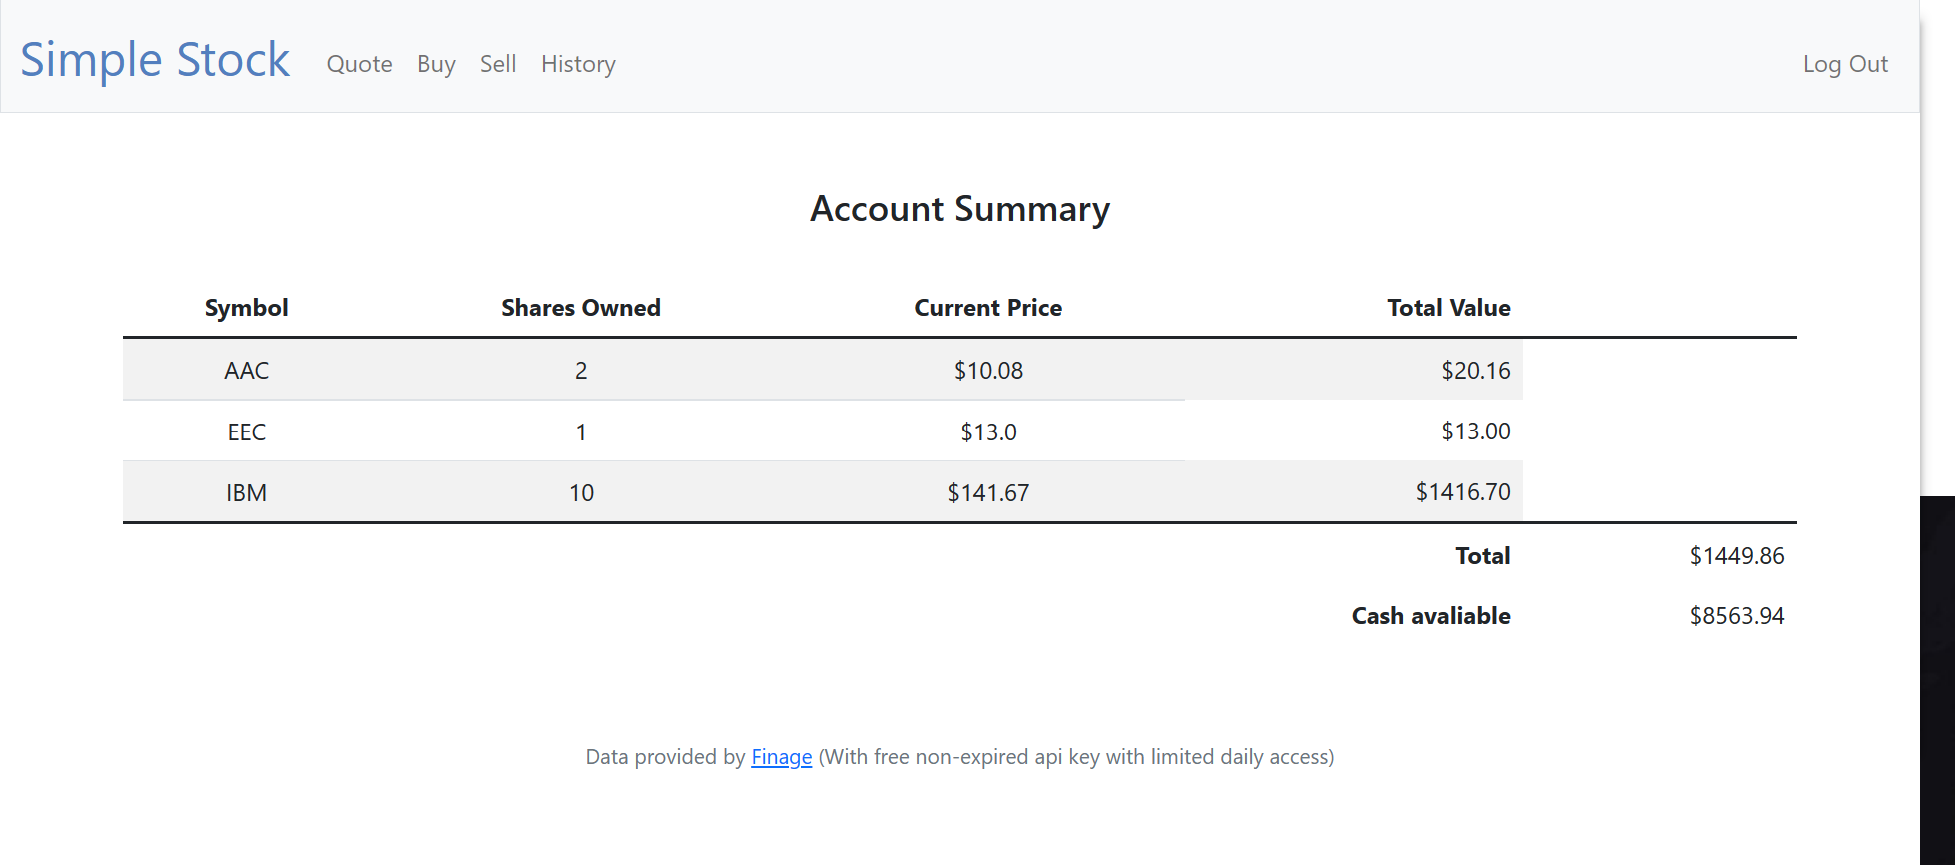 Simple Stock Quote Buy Sell History Log Out
Account Summary
Symbol Shares Owned Current Price Total Value
AAC 2 $10.08 $20.16
EEC 1 $13.0 $13.00
IBM 10 $141.67 $1416.70
Total $1449.86
Cash avaliable $8563.94
Data provided by Finage (With free non-expired api key with limited daily access)